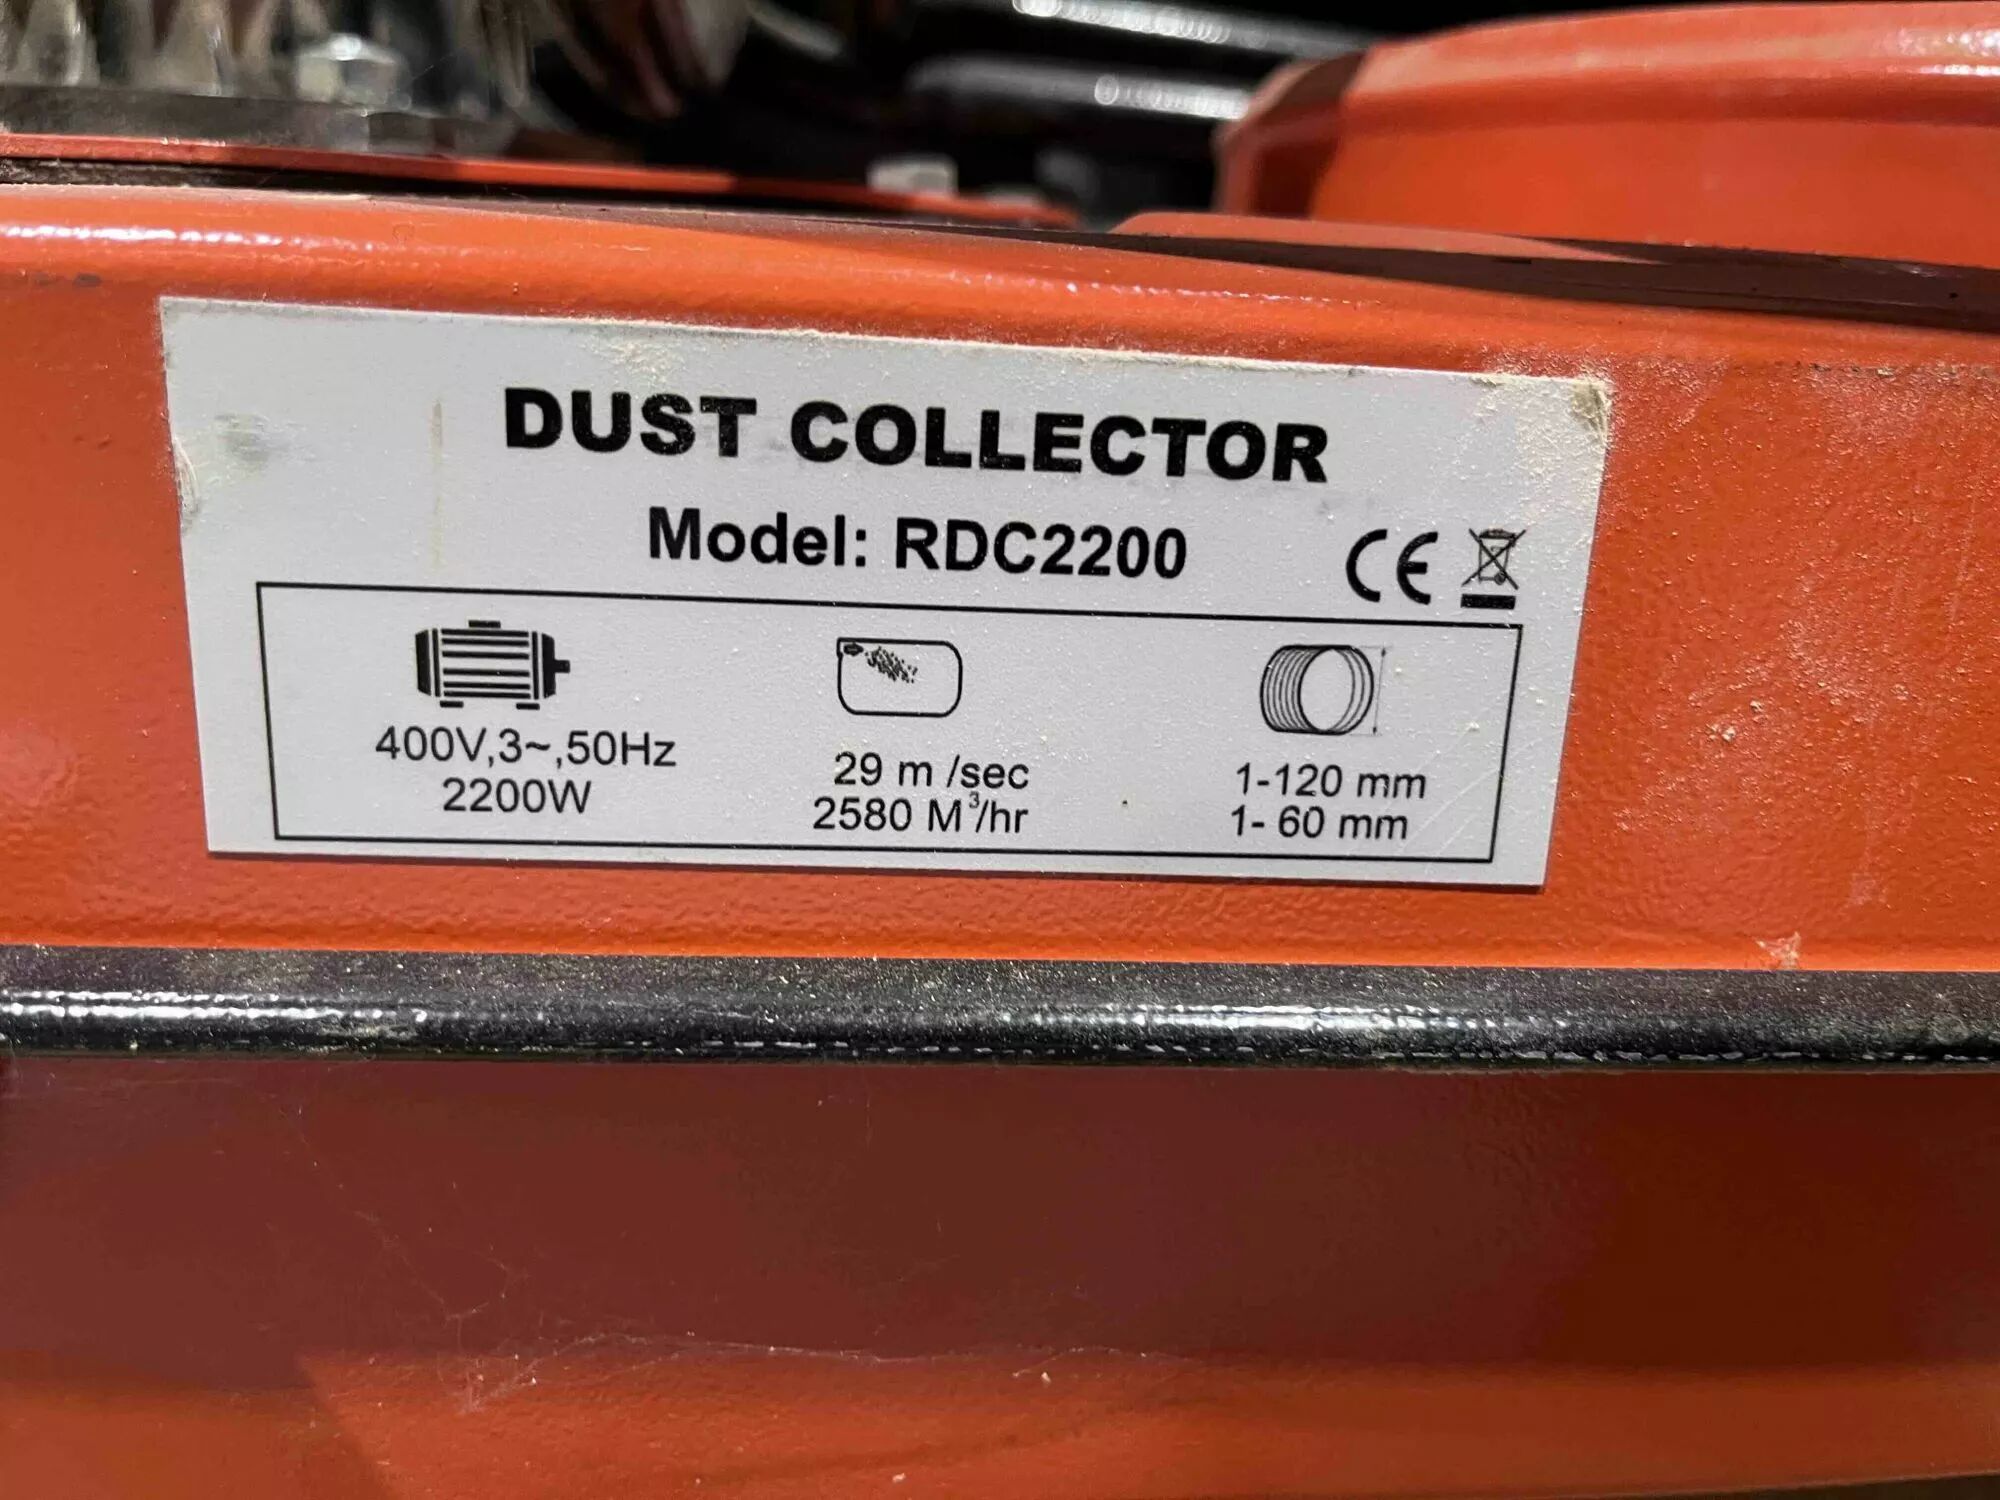 DUST COLLECTOR
Model: RDC2200
CE
400V,3~,50Hz
2200W
29 m /sec
2580 M³/hr
1-120 mm
1- 60 mm